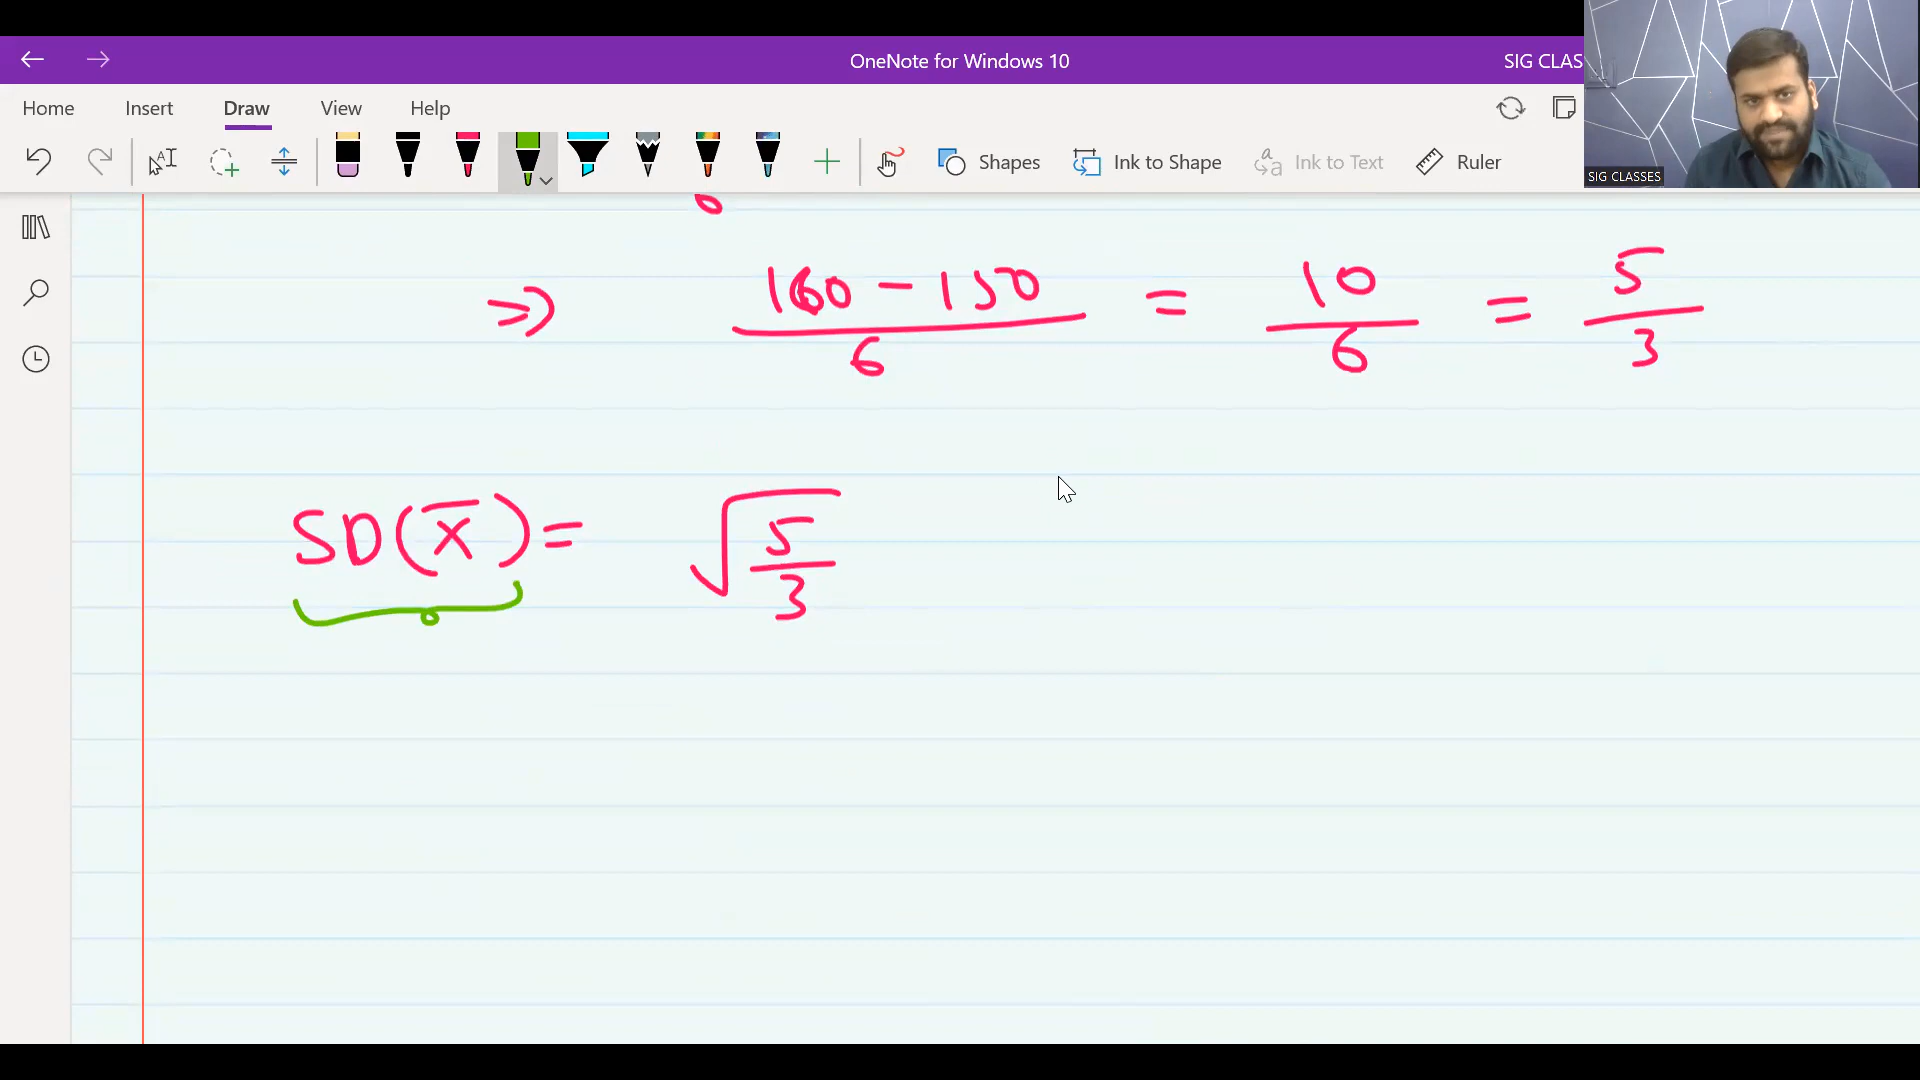 OneNote for Windows 10
SIG CLAS
Home Insert Draw View Help
Shapes Ink to Shape Ink to Text Ruler
SIG CLASSES
⇒ 160 - 150 / 6 = 10 / 6 = 5 / 3
SD(x̄) = √(5 / 3)